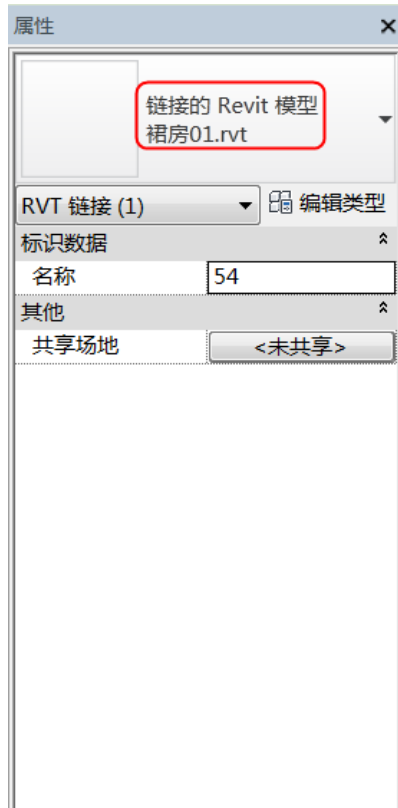 属性
链接的 Revit 模型
裙房01.rvt
RVT 链接 (1) 编辑类型
标识数据
名称 54
其他
共享场地 <未共享>